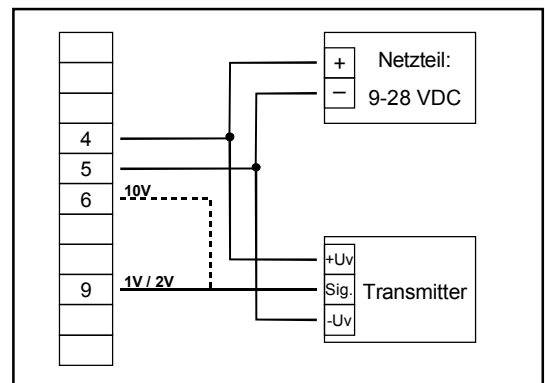 4
5
6
9
10V
1V / 2V
+
–
Netzteil:
9-28 VDC
+Uv
Sig.
-Uv
Transmitter